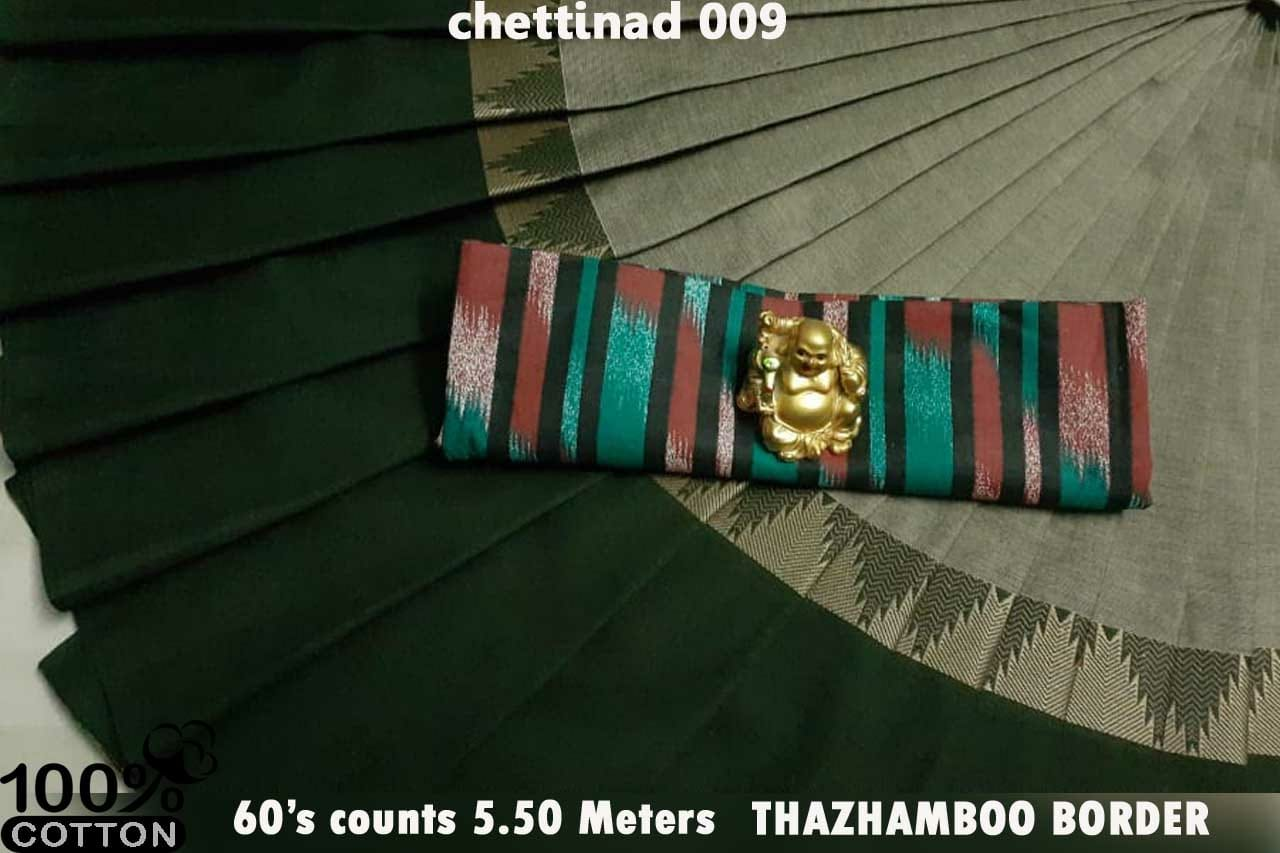 chettinad 009
100%
COTTON
60’s counts 5.50 Meters THAZHAMBOO BORDER